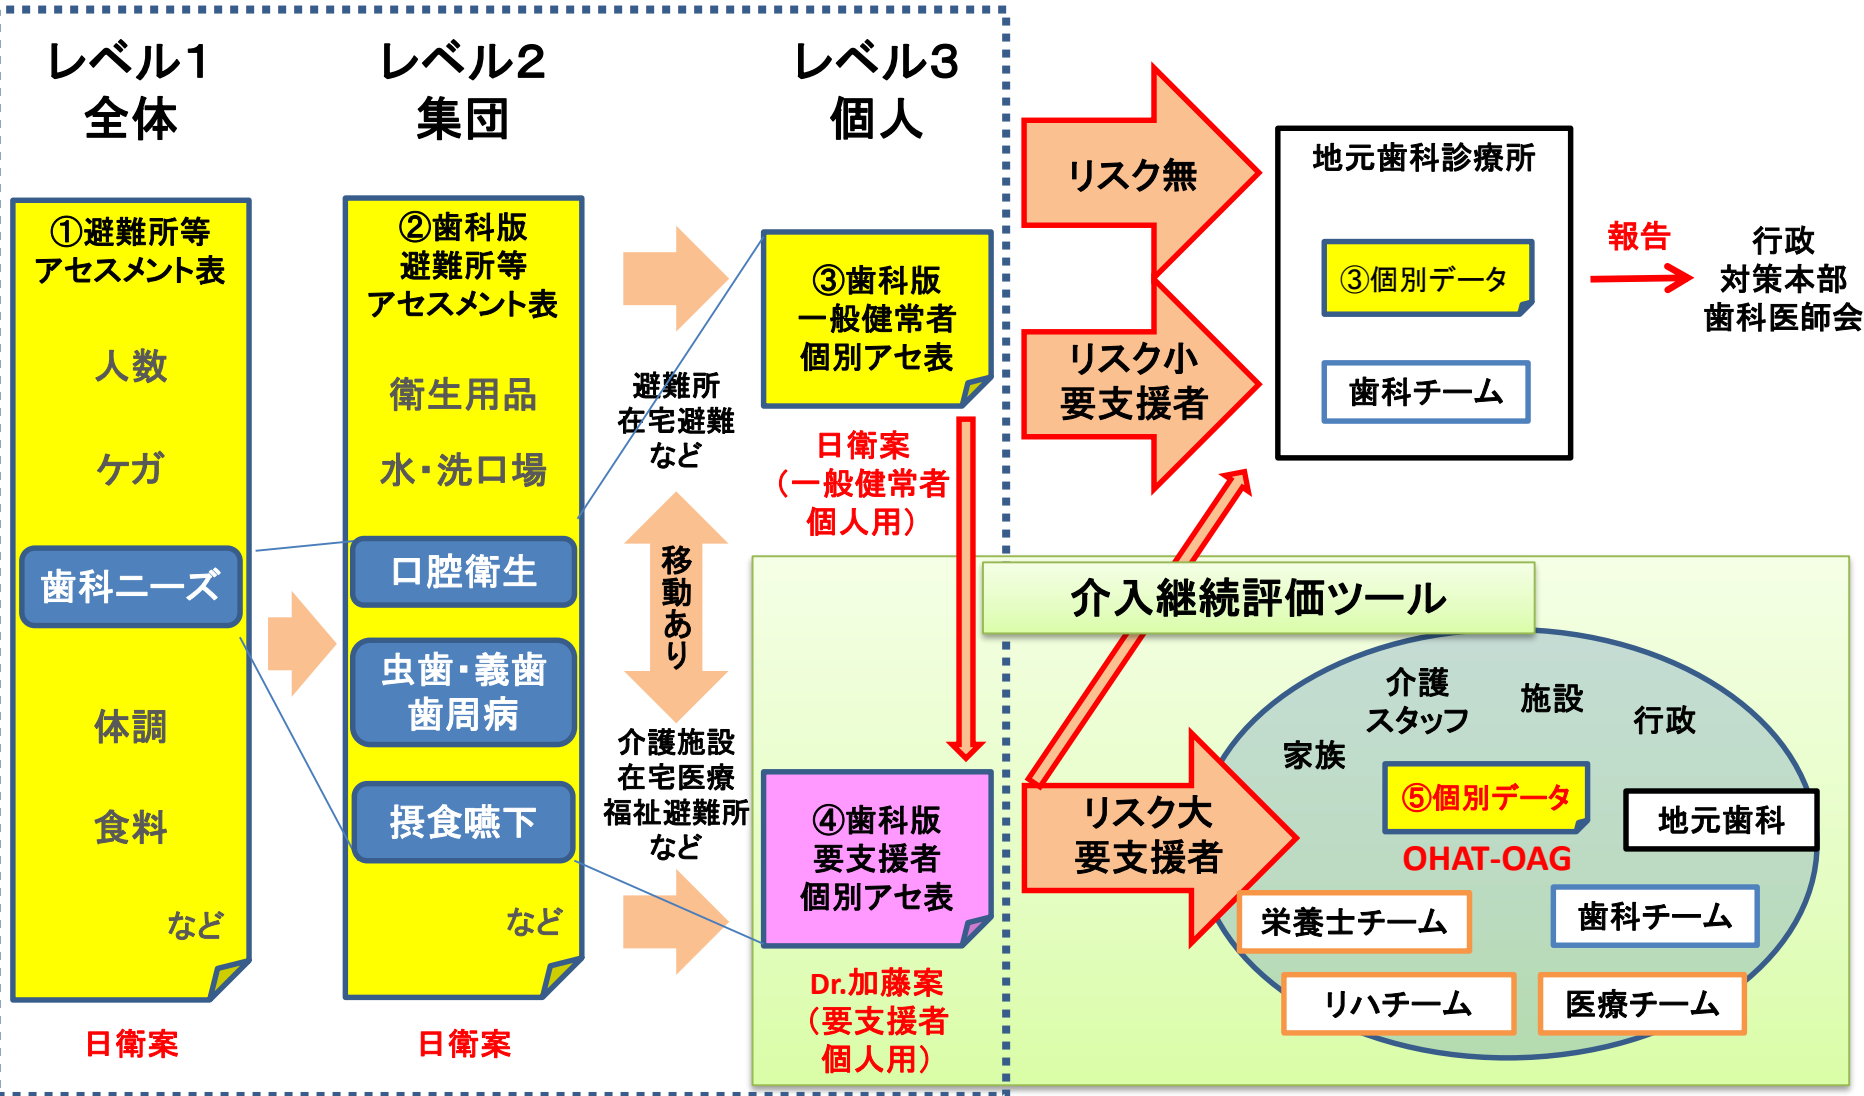 レベル１
全体
①避難所等
アセスメント表
人数
ケガ
歯科ニーズ
体調
食料
など
日衛案
レベル２
集団
②歯科版
避難所等
アセスメント表
衛生用品
水・洗口場
口腔衛生
虫歯・義歯
歯周病
摂食嚥下
など
日衛案
避難所
在宅避難
など
移動あり
介護施設
在宅医療
福祉避難所
など
レベル３
個人
③歯科版
一般健常者
個別アセ表
日衛案
（一般健常者
個人用）
④歯科版
要支援者
個別アセ表
Dr.加藤案
（要支援者
個人用）
リスク無
リスク小
要支援者
リスク大
要支援者
地元歯科診療所
③個別データ
歯科チーム
報告
行政
対策本部
歯科医師会
介入継続評価ツール
介護
スタッフ
施設
行政
家族
⑤個別データ
OHAT-OAG
地元歯科
栄養士チーム
歯科チーム
リハチーム
医療チーム